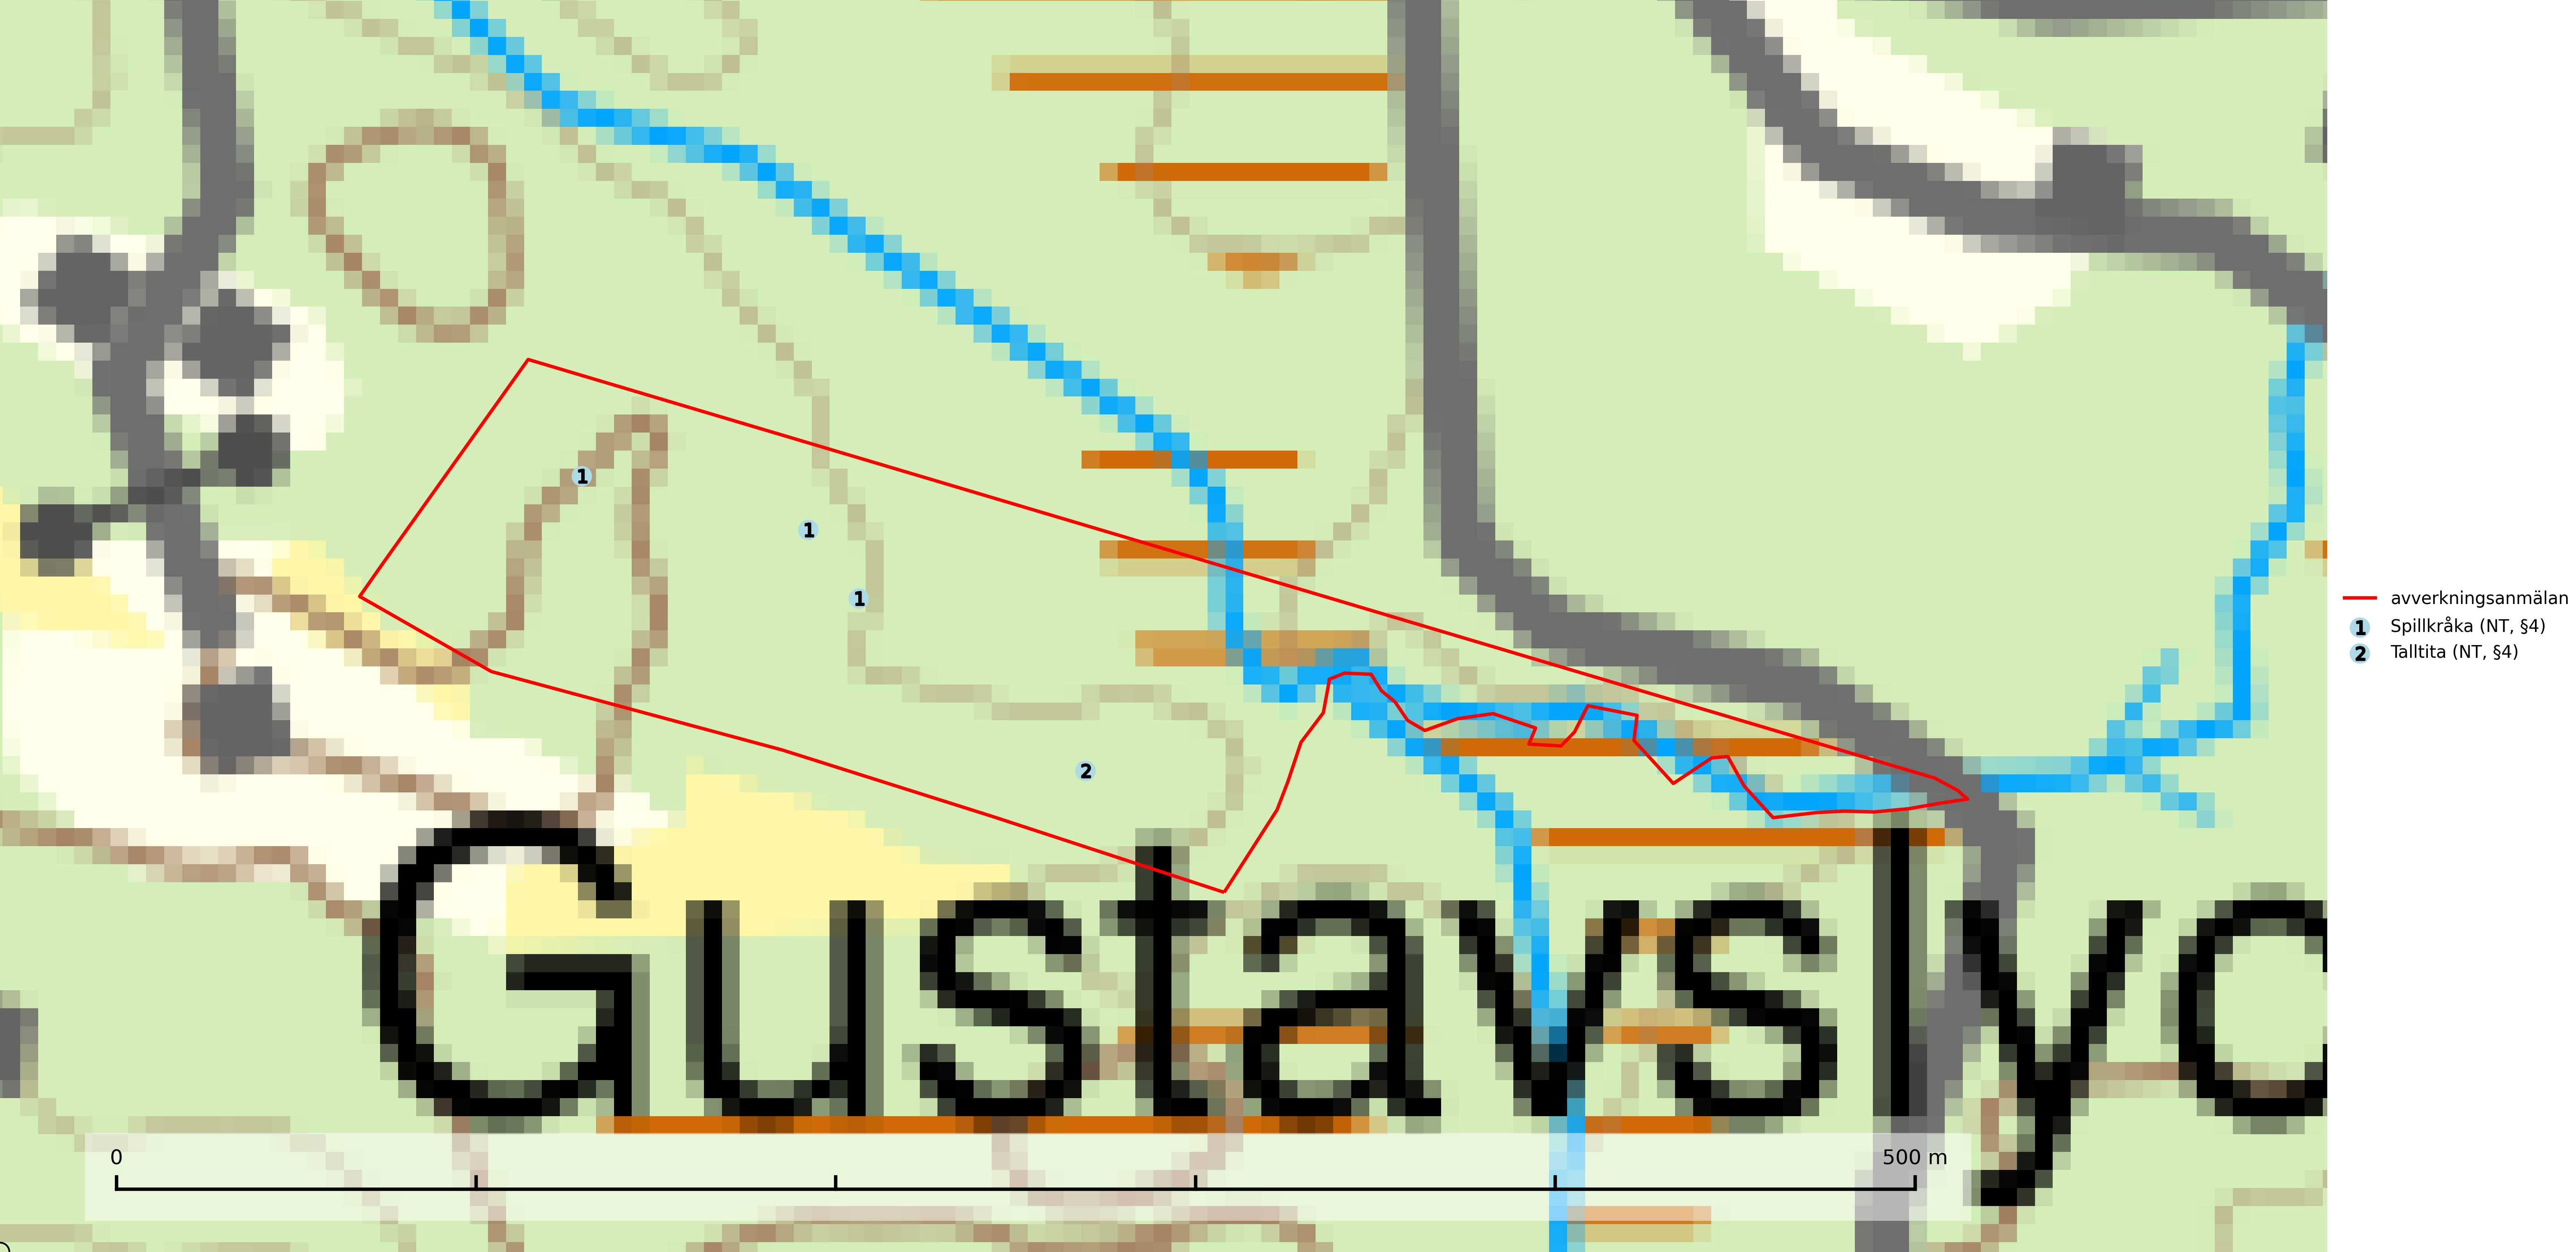 1
1
1
2
Gustavslyc
0 500 m
avverkningsanmälan
1 Spillkråka (NT, §4)
2 Talltita (NT, §4)